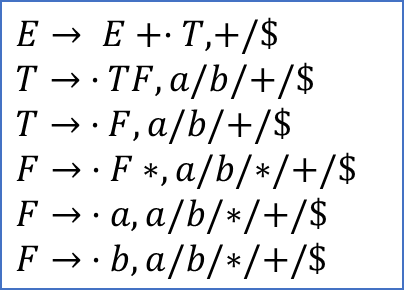 E → E +· T,+/$
T → · TF, a/b/+/$
T → · F, a/b/+/$
F → · F ∗, a/b/∗/+/$
F → · a, a/b/∗/+/$
F → · b, a/b/∗/+/$